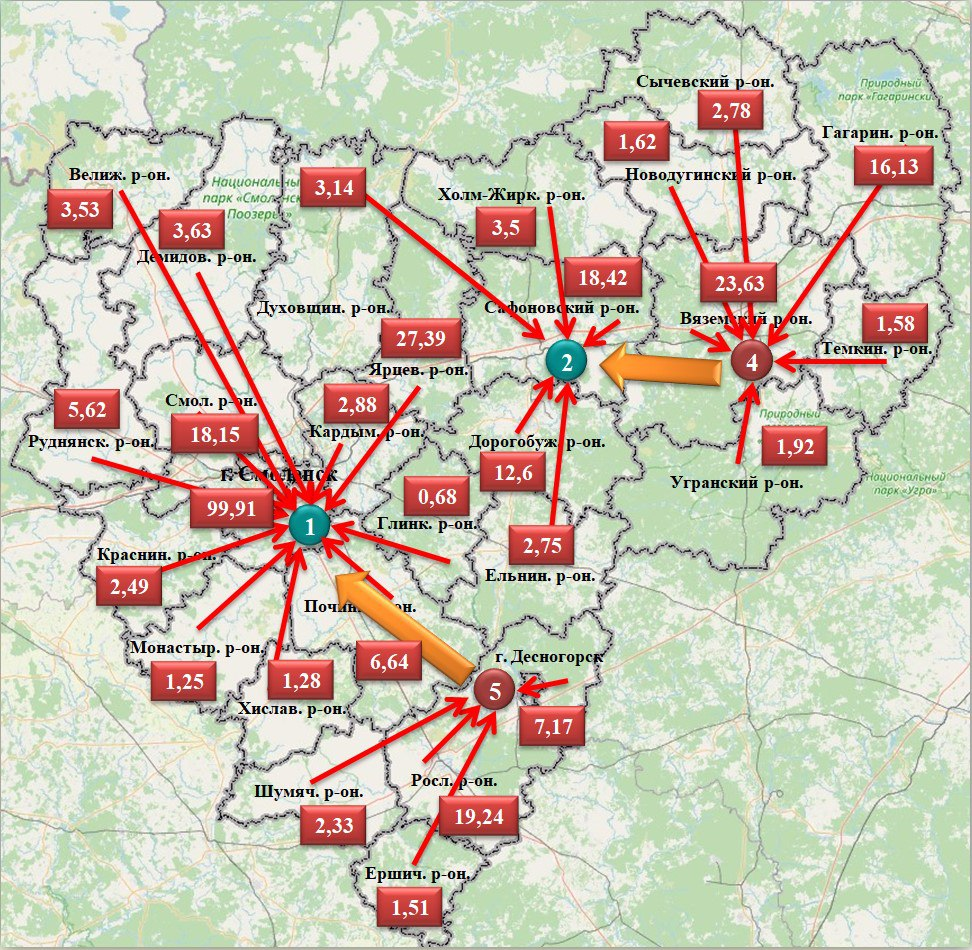 Сычевский р-он.
2,78
Природный
парк «Гагарински
Гагарин. р-он.
1,62
16,13
Новодугинский р-он.
Велиж. р-он.
3,53
Национальны
парк «Смоленск
Поозерь »
3,14
Холм-Жирк. р-он.
3,5
3,63
Демидов. р-он.
18,42
Сафоновский р-он.
23,63
Вяземский р-он.
Духовщин. р-он.
1,58
Темкин. р-он.
27,39
Ярцев. р-он.
2
4
2,88
Кардым. р-он.
5,62
Руднянск. р-он.
Смол. р-он.
18,15
Дорогобуж. р-он.
12,6
Природный
парк
1,92
Угранский р-он.
Национальный
парк «Угра»
г. Смоленск
99,91
1
0,68
Глинк. р-он.
2,75
Ельнин. р-он.
Краснин. р-он.
2,49
Починк. р-он.
6,64
Монастыр. р-он.
1,25
1,28
Хислав. р-он.
г. Десногорск
5
7,17
Росл. р-он.
19,24
Шумяч. р-он.
2,33
Ершич. р-он.
1,51